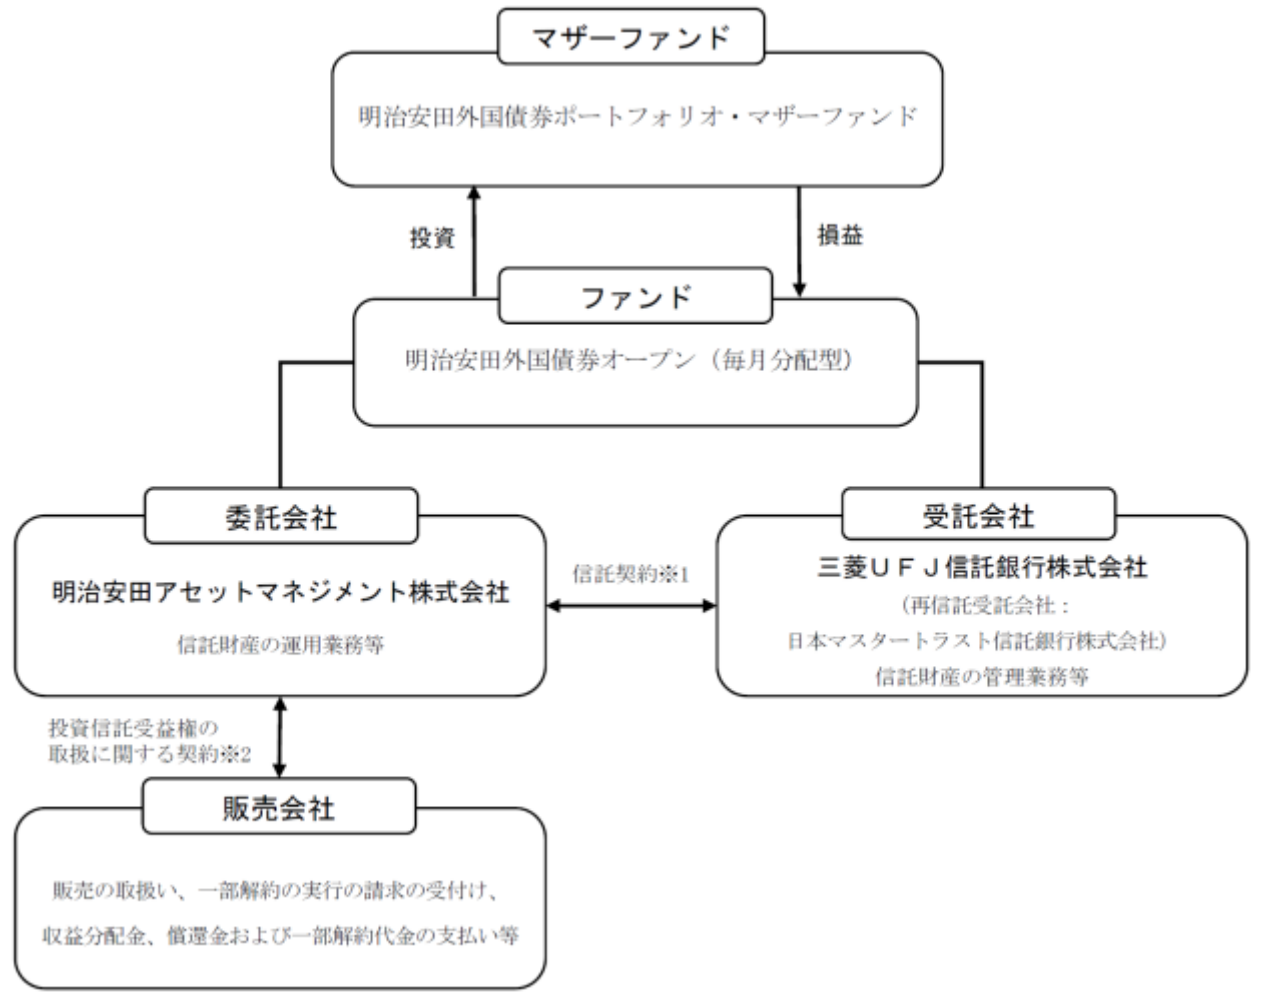 マザーファンド
明治安田外国債券ポートフォリオ・マザーファンド
投資
損益
ファンド
明治安田外国債券オープン（毎月分配型）
委託会社
明治安田アセットマネジメント株式会社
信託財産の運用業務等
信託契約※1
受託会社
三菱ＵＦＪ信託銀行株式会社
（再信託受託会社：
日本マスタートラスト信託銀行株式会社）
信託財産の管理業務等
投資信託受益権の
取扱に関する契約※2
販売会社
販売の取扱い、一部解約の実行の請求の受付け、
収益分配金、償還金および一部解約代金の支払い等